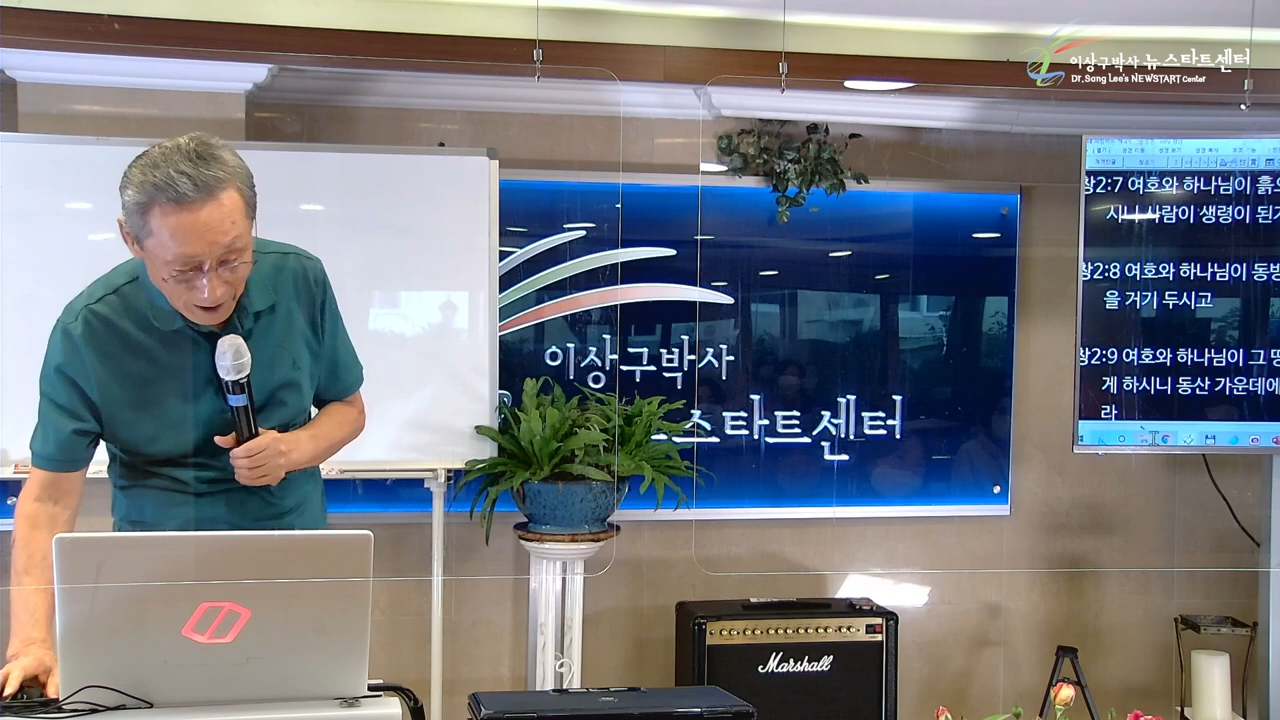 이상구박사 뉴스타트센터
Dr. Sang Lee's NEWSTART Center
이상구박사
스타트센터
창2:7 여호와 하나님이 흙으
시니 사람이 생령이 된지
창2:8 여호와 하나님이 동방
을 거기 두시고
창2:9 여호와 하나님이 그 땅
게 하시니 동산 가운데에
라
Marshall